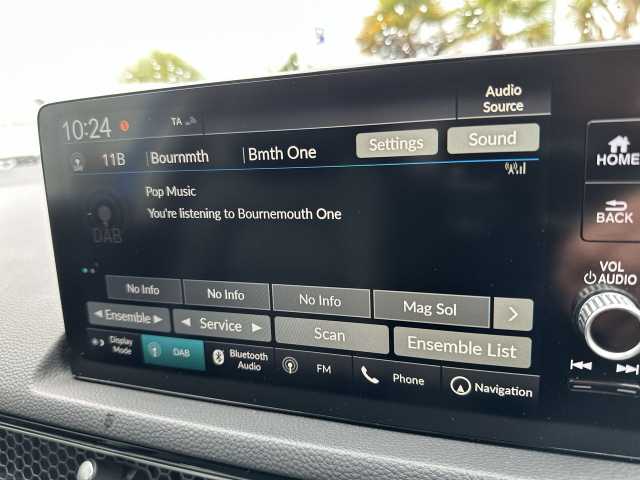 10:24 TA
Audio Source
11B Bournmth Bmth One Settings Sound
Pop Music
You're listening to Bournemouth One
DAB
No Info No Info No Info Mag Sol >
◀ Ensemble ▶ ◀ Service ▶ Scan Ensemble List
Display Mode DAB Bluetooth Audio FM Phone Navigation
HOME
BACK
VOL
AUDIO